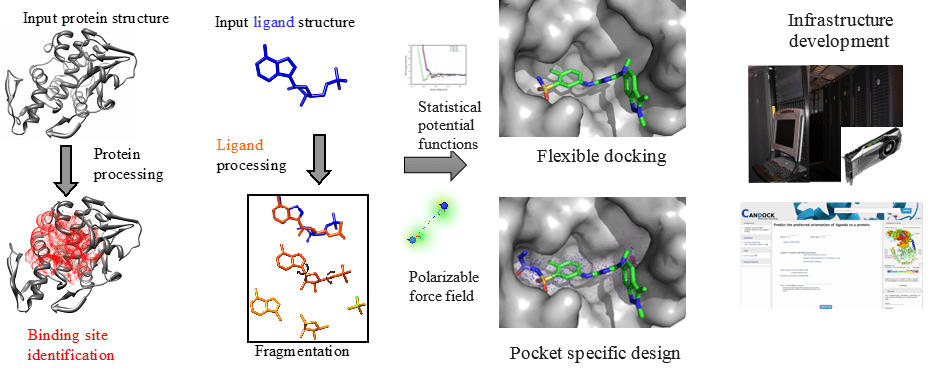 Input protein structure
Protein
processing
Binding site
identification
Input ligand structure
Ligand
processing
Fragmentation
Statistical
potential
functions
Polarizable
force field
Flexible docking
Pocket specific design
Infrastructure
development
CANDOCK
Predict the preferred orientation of ligands to a protein.